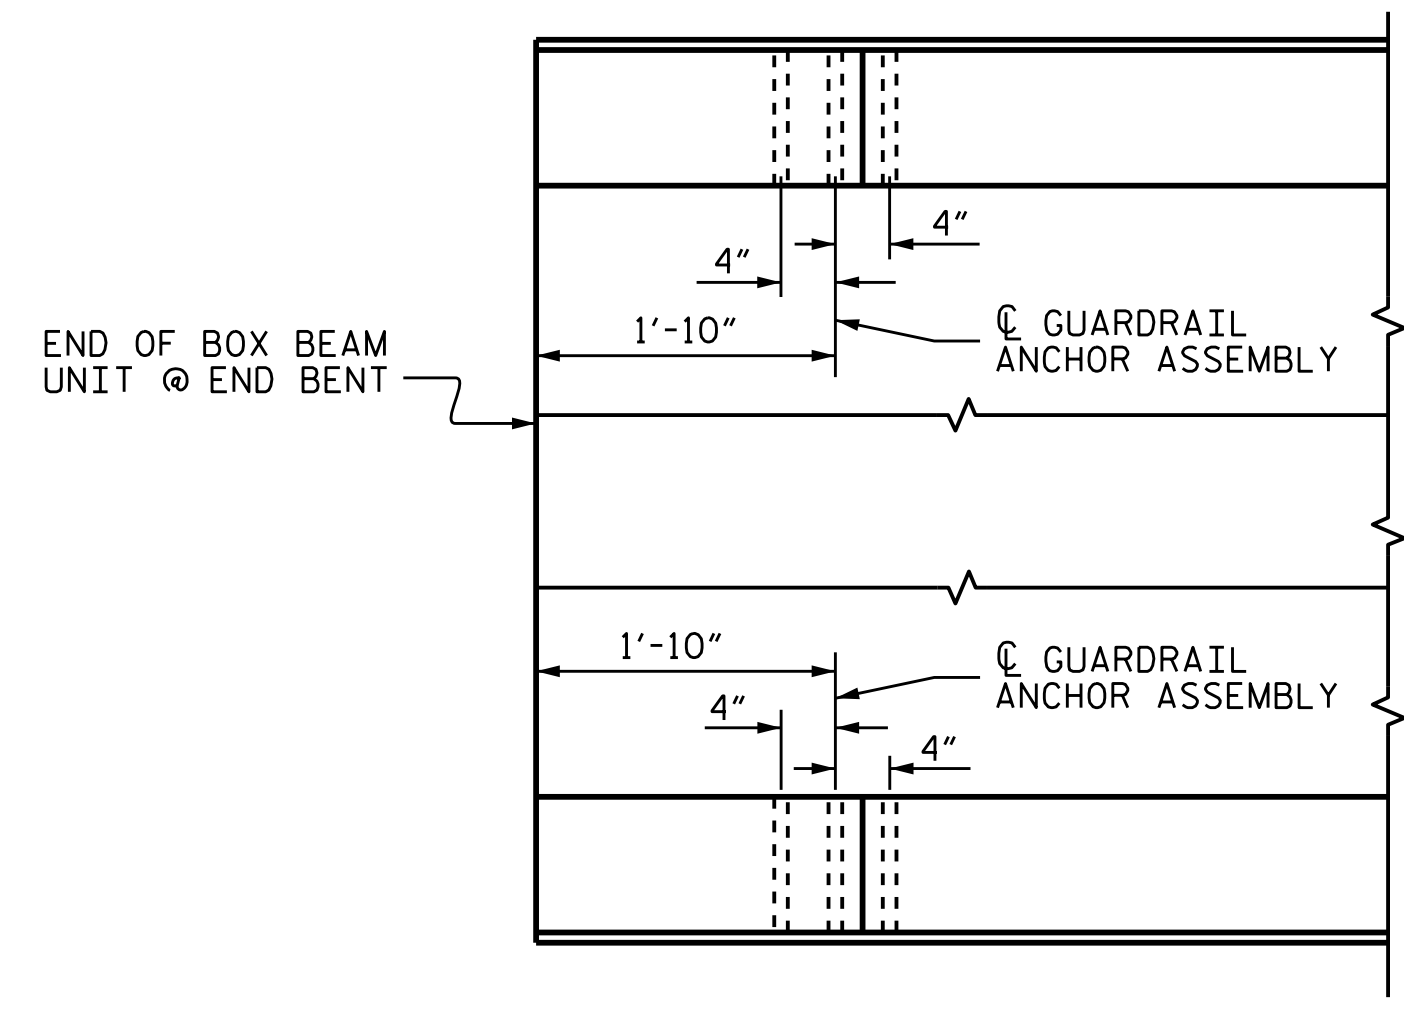 4"
4"
1'-10"
℄ GUARDRAIL
ANCHOR ASSEMBLY
END OF BOX BEAM
UNIT @ END BENT
1'-10"
℄ GUARDRAIL
ANCHOR ASSEMBLY
4"
4"